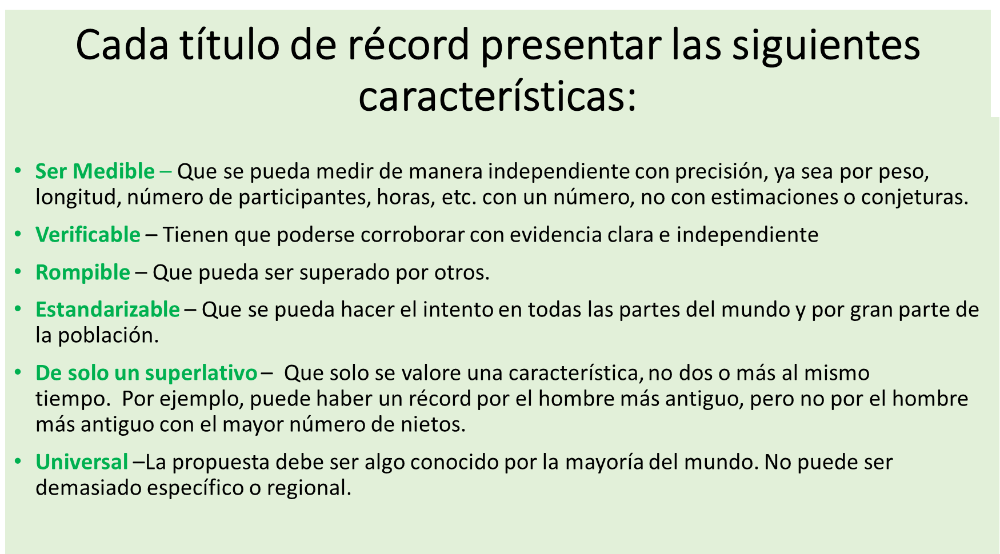 Cada título de récord presentar las siguientes
características:
• Ser Medible – Que se pueda medir de manera independiente con precisión, ya sea por peso,
longitud, número de participantes, horas, etc. con un número, no con estimaciones o conjeturas.
• Verificable – Tienen que poderse corroborar con evidencia clara e independiente
• Rompible – Que pueda ser superado por otros.
• Estandarizable – Que se pueda hacer el intento en todas las partes del mundo y por gran parte de
la población.
• De solo un superlativo – Que solo se valore una característica, no dos o más al mismo
tiempo. Por ejemplo, puede haber un récord por el hombre más antiguo, pero no por el hombre
más antiguo con el mayor número de nietos.
• Universal –La propuesta debe ser algo conocido por la mayoría del mundo. No puede ser
demasiado específico o regional.